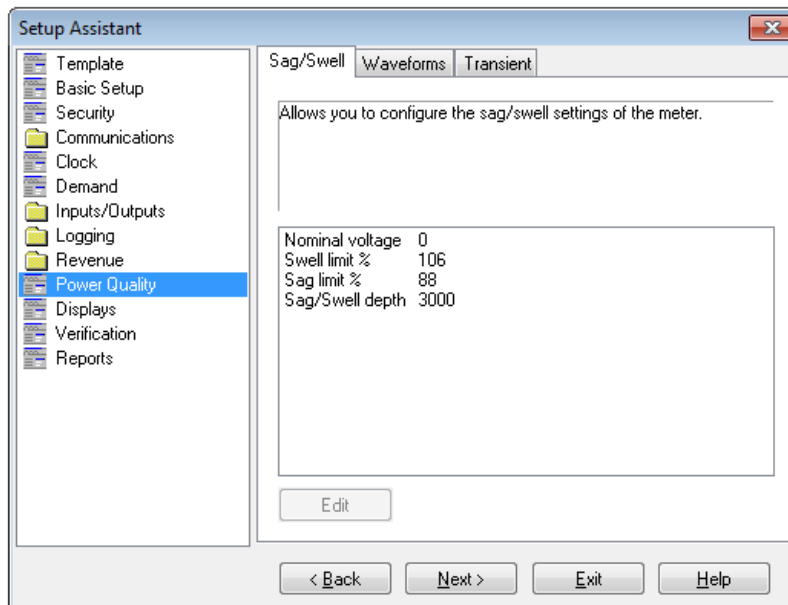 Setup Assistant
Template
Basic Setup
Security
Communications
Clock
Demand
Inputs/Outputs
Logging
Revenue
Power Quality
Displays
Verification
Reports
Sag/Swell Waveforms Transient
Allows you to configure the sag/swell settings of the meter.
Nominal voltage 0
Swell limit % 106
Sag limit % 88
Sag/Swell depth 3000
Edit
< Back Next > Exit Help